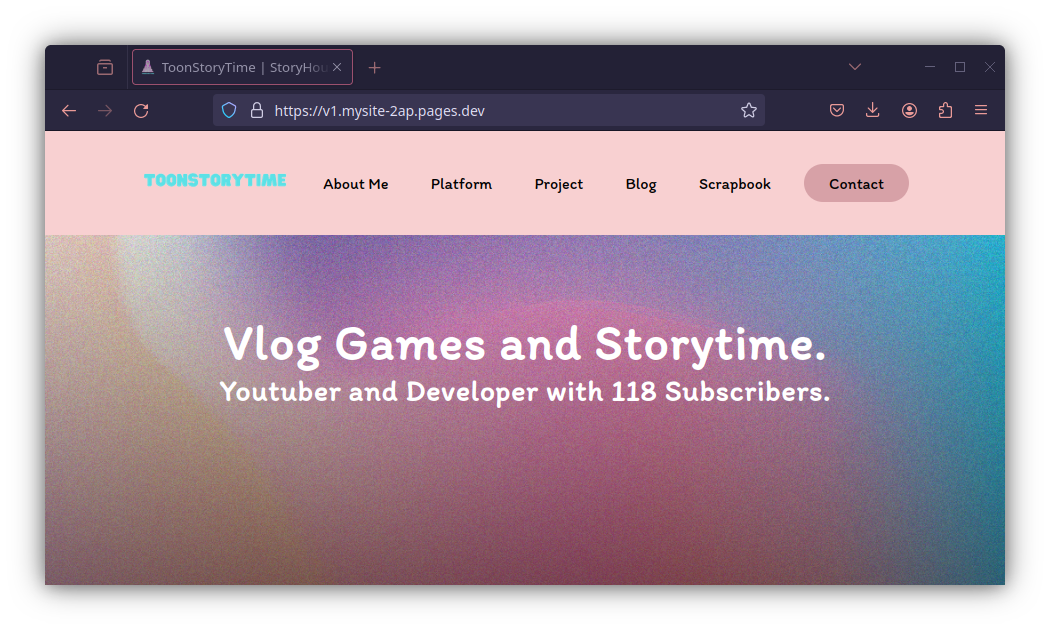 ToonStoryTime | StoryHou
https://v1.mysite-2ap.pages.dev
TOONSTORYTIME
About Me
Platform
Project
Blog
Scrapbook
Contact
Vlog Games and Storytime.
Youtuber and Developer with 118 Subscribers.